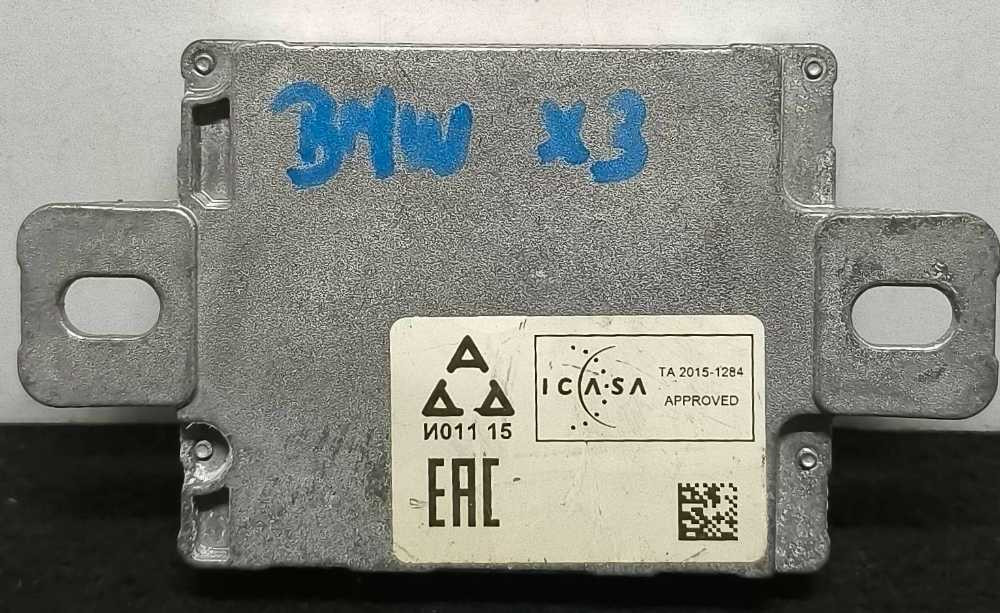 BMW X3
ICASA
TA 2015-1284
APPROVED
И011 15
EAC